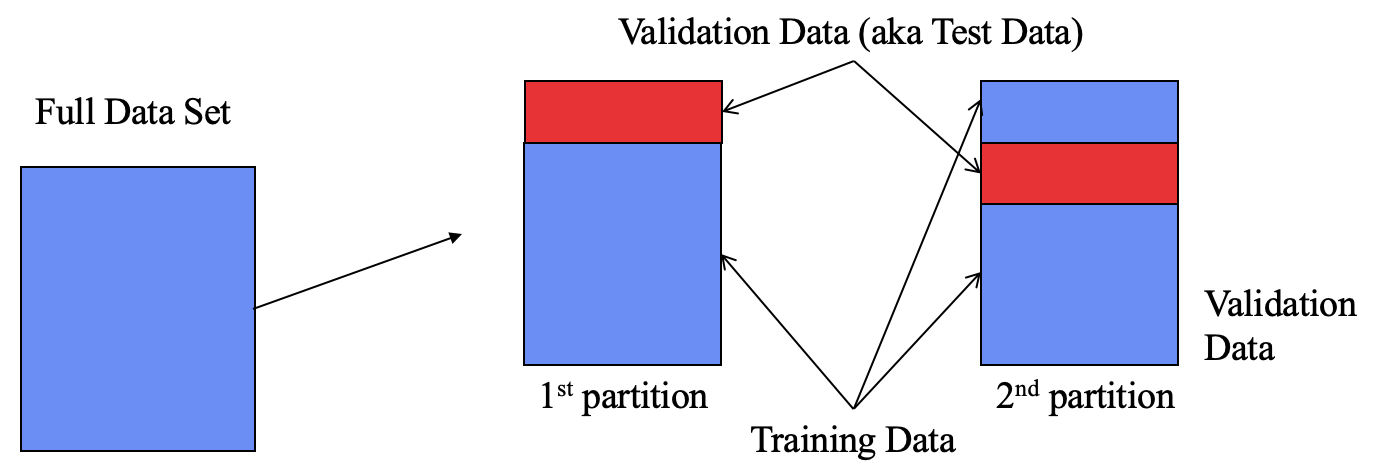 Validation Data (aka Test Data)
Full Data Set
Validation
Data
1st partition
2nd partition
Training Data